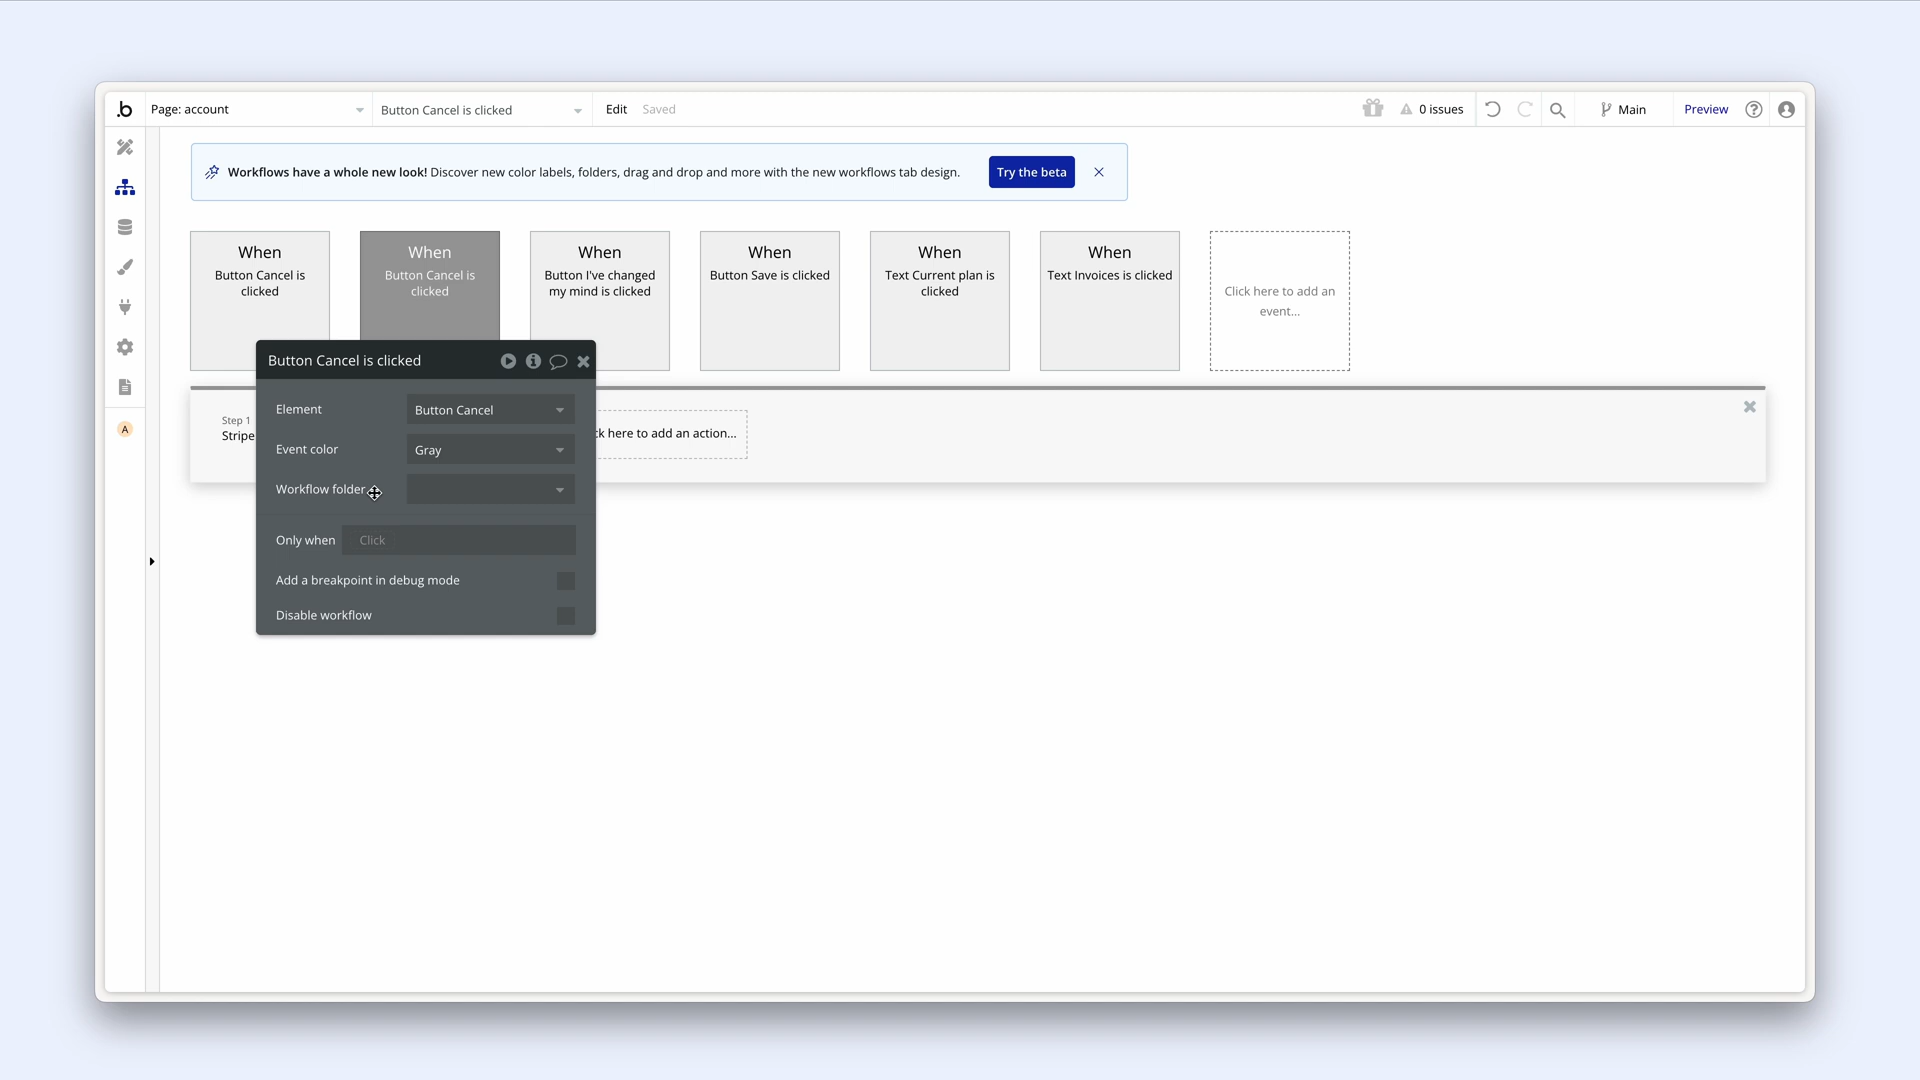 .b
Page: account
Button Cancel is clicked
Edit
Saved
0 issues
Main
Preview
Workflows have a whole new look! Discover new color labels, folders, drag and drop and more with the new workflows tab design.
Try the beta
When
Button Cancel is
clicked
When
Button Cancel is
clicked
When
Button I've changed
my mind is clicked
When
Button Save is clicked
When
Text Current plan is
clicked
When
Text Invoices is clicked
Click here to add an
event...
Step 1
Stripe
ck here to add an action...
Button Cancel is clicked
Element
Button Cancel
Event color
Gray
Workflow folder
Only when
Click
Add a breakpoint in debug mode
Disable workflow
A